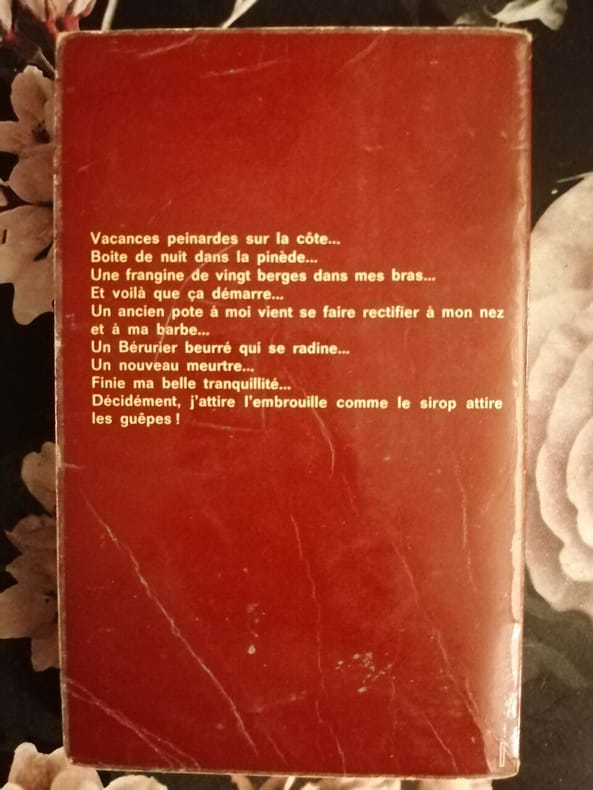 Vacances peinardes sur la côte...
Boite de nuit dans la pinède...
Une frangine de vingt berges dans mes bras...
Et voilà que ça démarre...
Un ancien pote à moi vient se faire rectifier à mon nez
et à ma barbe...
Un Bérurier beurré qui se radine...
Un nouveau meurtre...
Finie ma belle tranquillité...
Décidément, j'attire l'embrouille comme le sirop attire
les guêpes !